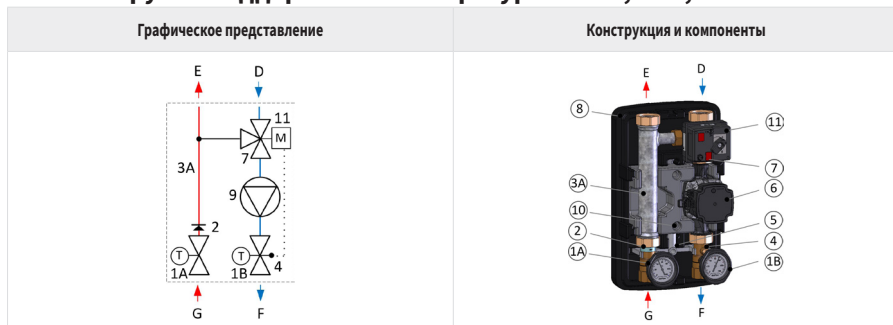 Графическое представление
Конструкция и компоненты
E D
11
M
7
3A
9
2
T T
1A 1B 4
G F
E D
8
11
7
3A
6
10
5
2
4
1A
1B
G F